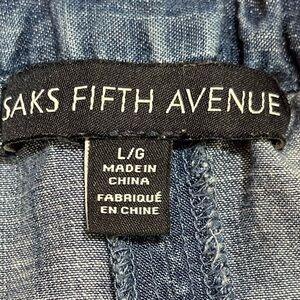 SAKS FIFTH AVENUE
L/G
MADE IN
CHINA
FABRIQUÉ
EN CHINE